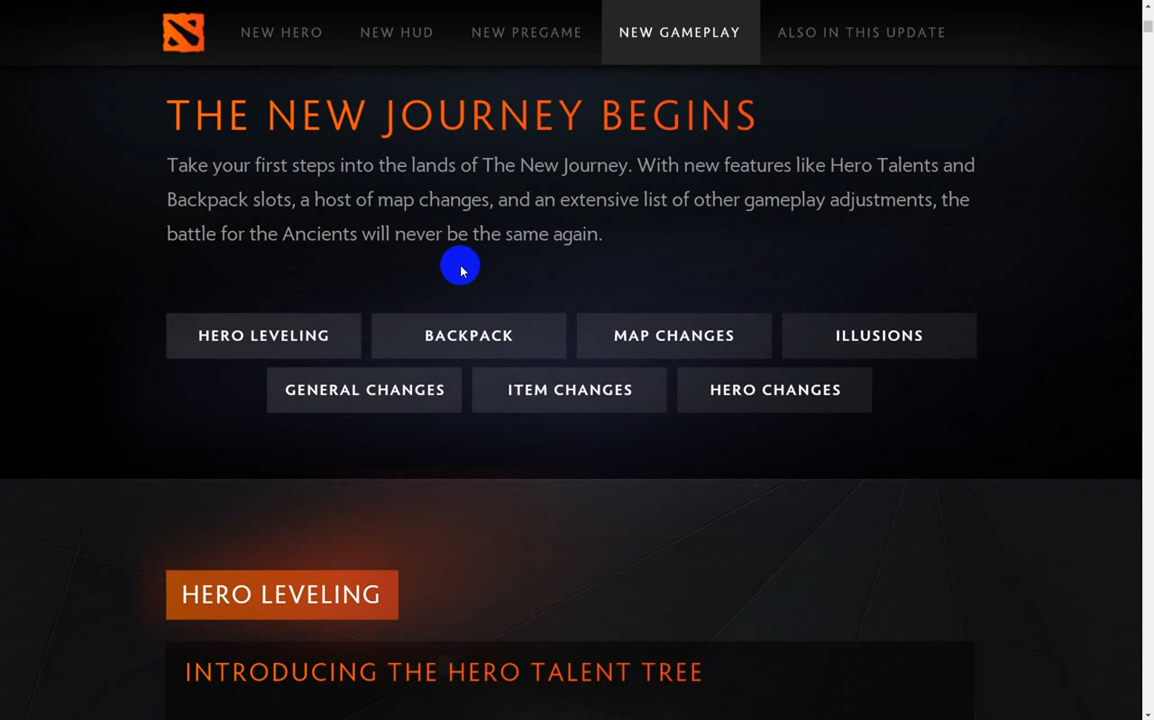 NEW HERO NEW HUD NEW PREGAME NEW GAMEPLAY ALSO IN THIS UPDATE
THE NEW JOURNEY BEGINS
Take your first steps into the lands of The New Journey. With new features like Hero Talents and
Backpack slots, a host of map changes, and an extensive list of other gameplay adjustments, the
battle for the Ancients will never be the same again.
HERO LEVELING BACKPACK MAP CHANGES ILLUSIONS
GENERAL CHANGES ITEM CHANGES HERO CHANGES
HERO LEVELING
INTRODUCING THE HERO TALENT TREE